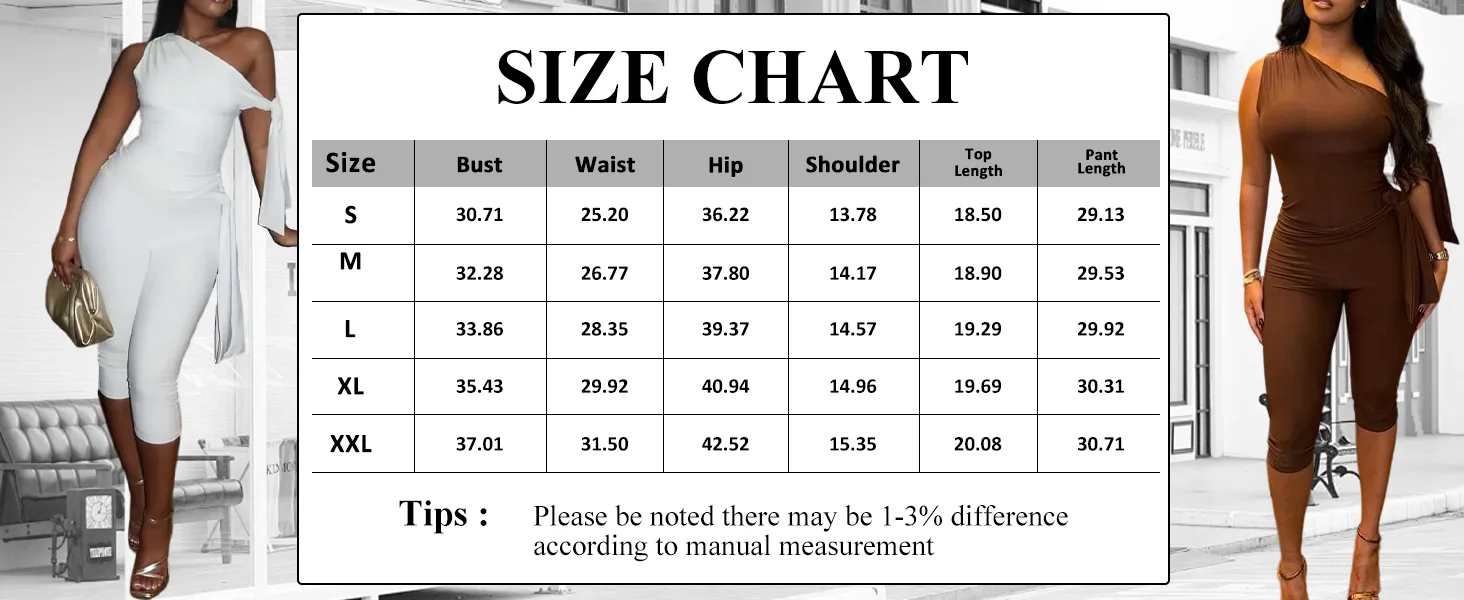 SIZE CHART
Size Bust Waist Hip Shoulder Top Length Pant Length
S 30.71 25.20 36.22 13.78 18.50 29.13
M 32.28 26.77 37.80 14.17 18.90 29.53
L 33.86 28.35 39.37 14.57 19.29 29.92
XL 35.43 29.92 40.94 14.96 19.69 30.31
XXL 37.01 31.50 42.52 15.35 20.08 30.71
Tips : Please be noted there may be 1-3% difference
according to manual measurement